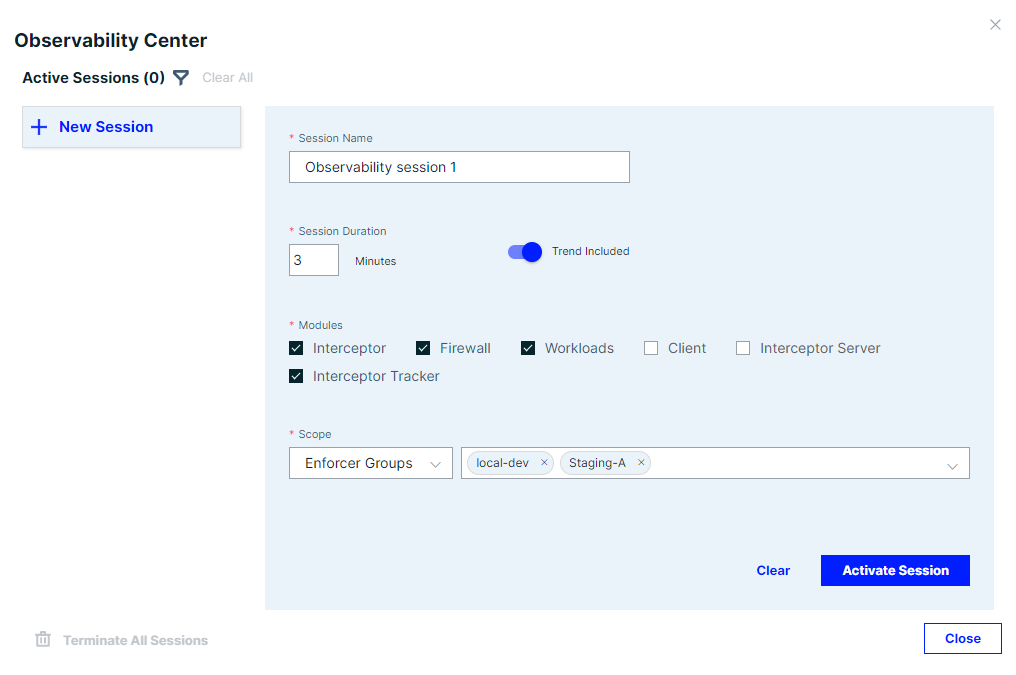 Observability Center
Active Sessions (0) Clear All
New Session
* Session Name
Observability session 1
* Session Duration
3 Minutes Trend Included
* Modules
Interceptor Firewall Workloads Client Interceptor Server
Interceptor Tracker
* Scope
Enforcer Groups local-dev × Staging-A ×
Clear Activate Session
Terminate All Sessions Close